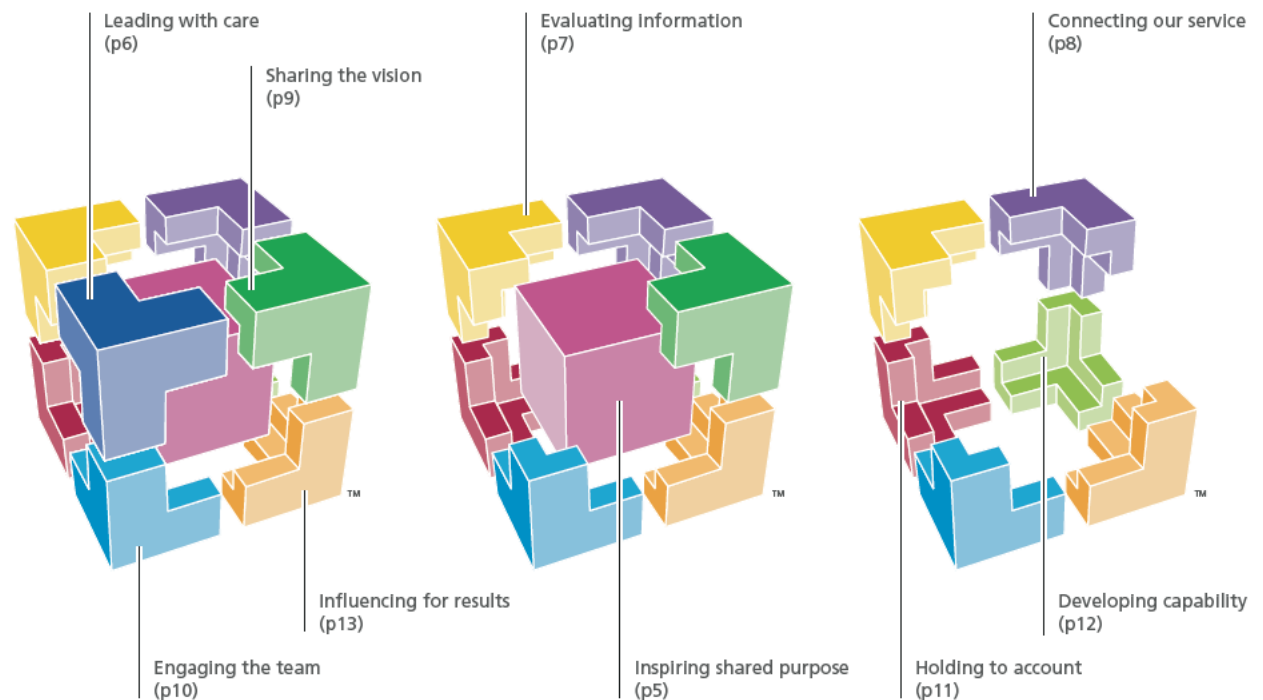 Leading with care
(p6)
Sharing the vision
(p9)
Evaluating information
(p7)
Connecting our service
(p8)
TM
TM
TM
Influencing for results
(p13)
Engaging the team
(p10)
Inspiring shared purpose
(p5)
Developing capability
(p12)
Holding to account
(p11)